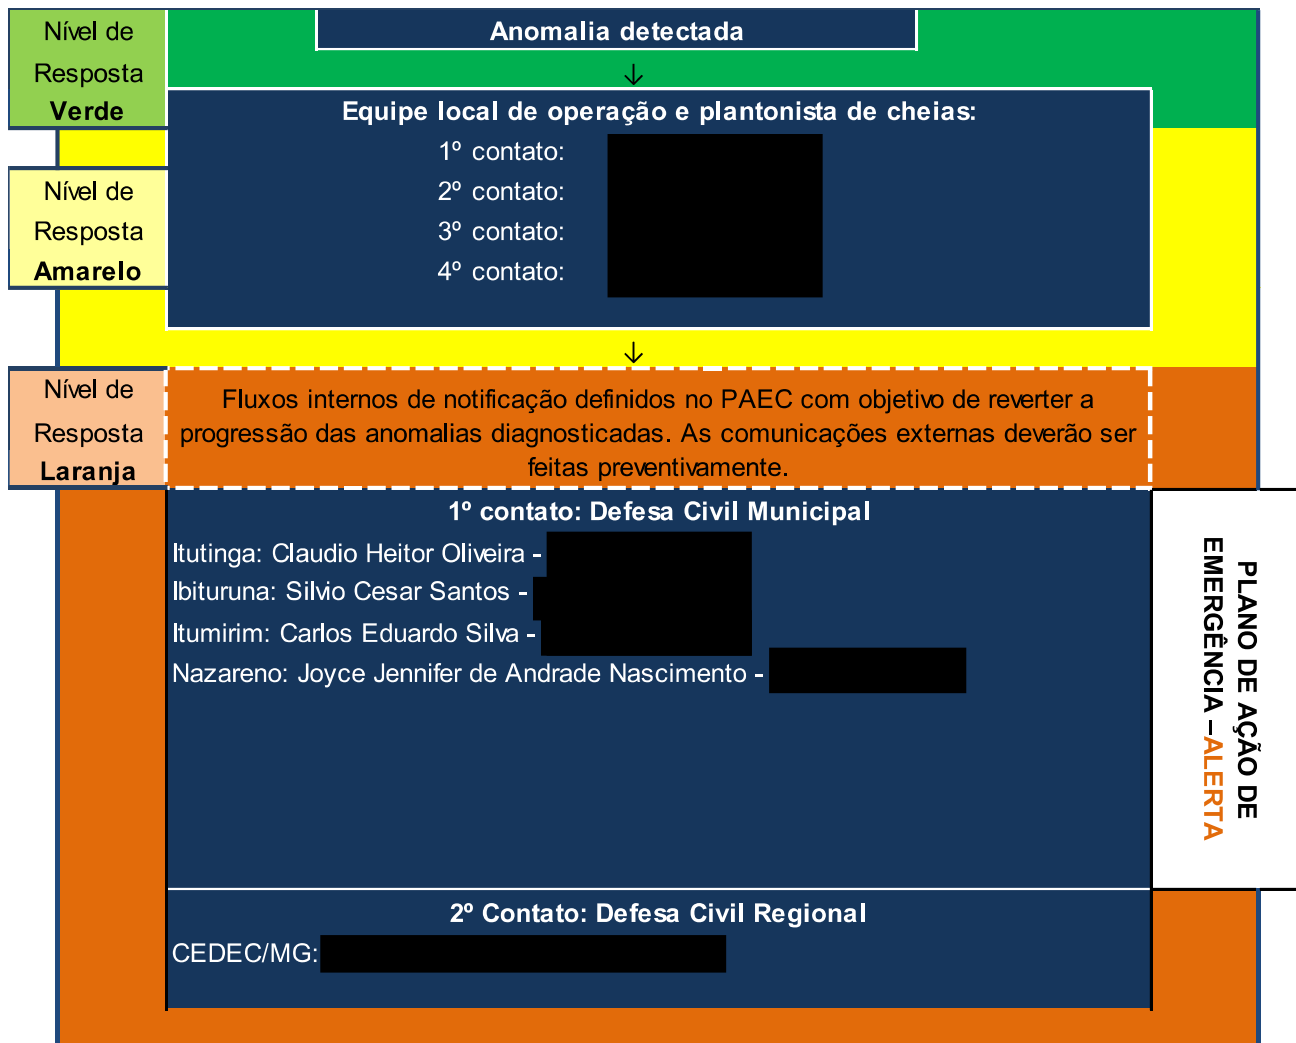 Nível de
Resposta
Verde
Anomalia detectada
↓
Equipe local de operação e plantonista de cheias:
1º contato:
2º contato:
3º contato:
4º contato:
Nível de
Resposta
Amarelo
↓
Nível de
Resposta
Laranja
Fluxos internos de notificação definidos no PAEC com objetivo de reverter a
progressão das anomalias diagnosticadas. As comunicações externas deverão ser
feitas preventivamente.
1º contato: Defesa Civil Municipal
Itutinga: Claudio Heitor Oliveira -
Ibituruna: Silvio Cesar Santos -
Itumirim: Carlos Eduardo Silva -
Nazareno: Joyce Jennifer de Andrade Nascimento -
PLANO DE AÇÃO DE
EMERGÊNCIA –ALERTA
2º Contato: Defesa Civil Regional
CEDEC/MG: